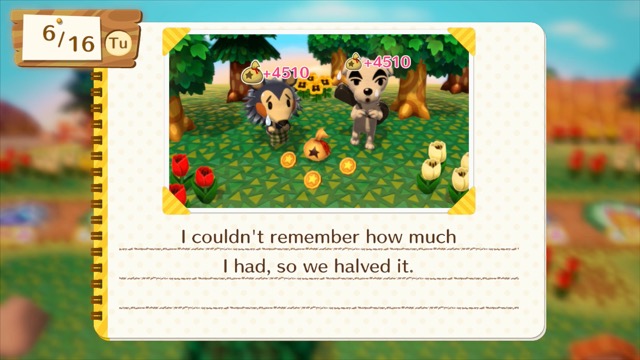 6/16
Tu
+4510
+4510
I couldn't remember how much
I had, so we halved it.